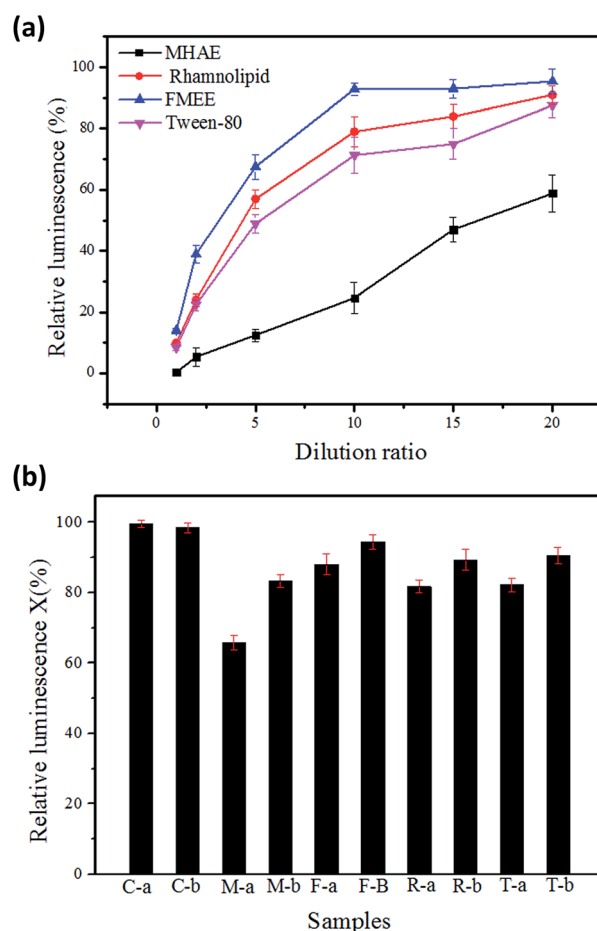 (a)
MHAE
Rhamnolipid
FMEE
Tween-80
Relative luminescence (%)
100
80
60
40
20
0
0 5 10 15 20
Dilution ratio
(b)
Relative luminescence X(%)
100
80
60
40
20
0
C-a C-b M-a M-b F-a F-B R-a R-b T-a T-b
Samples